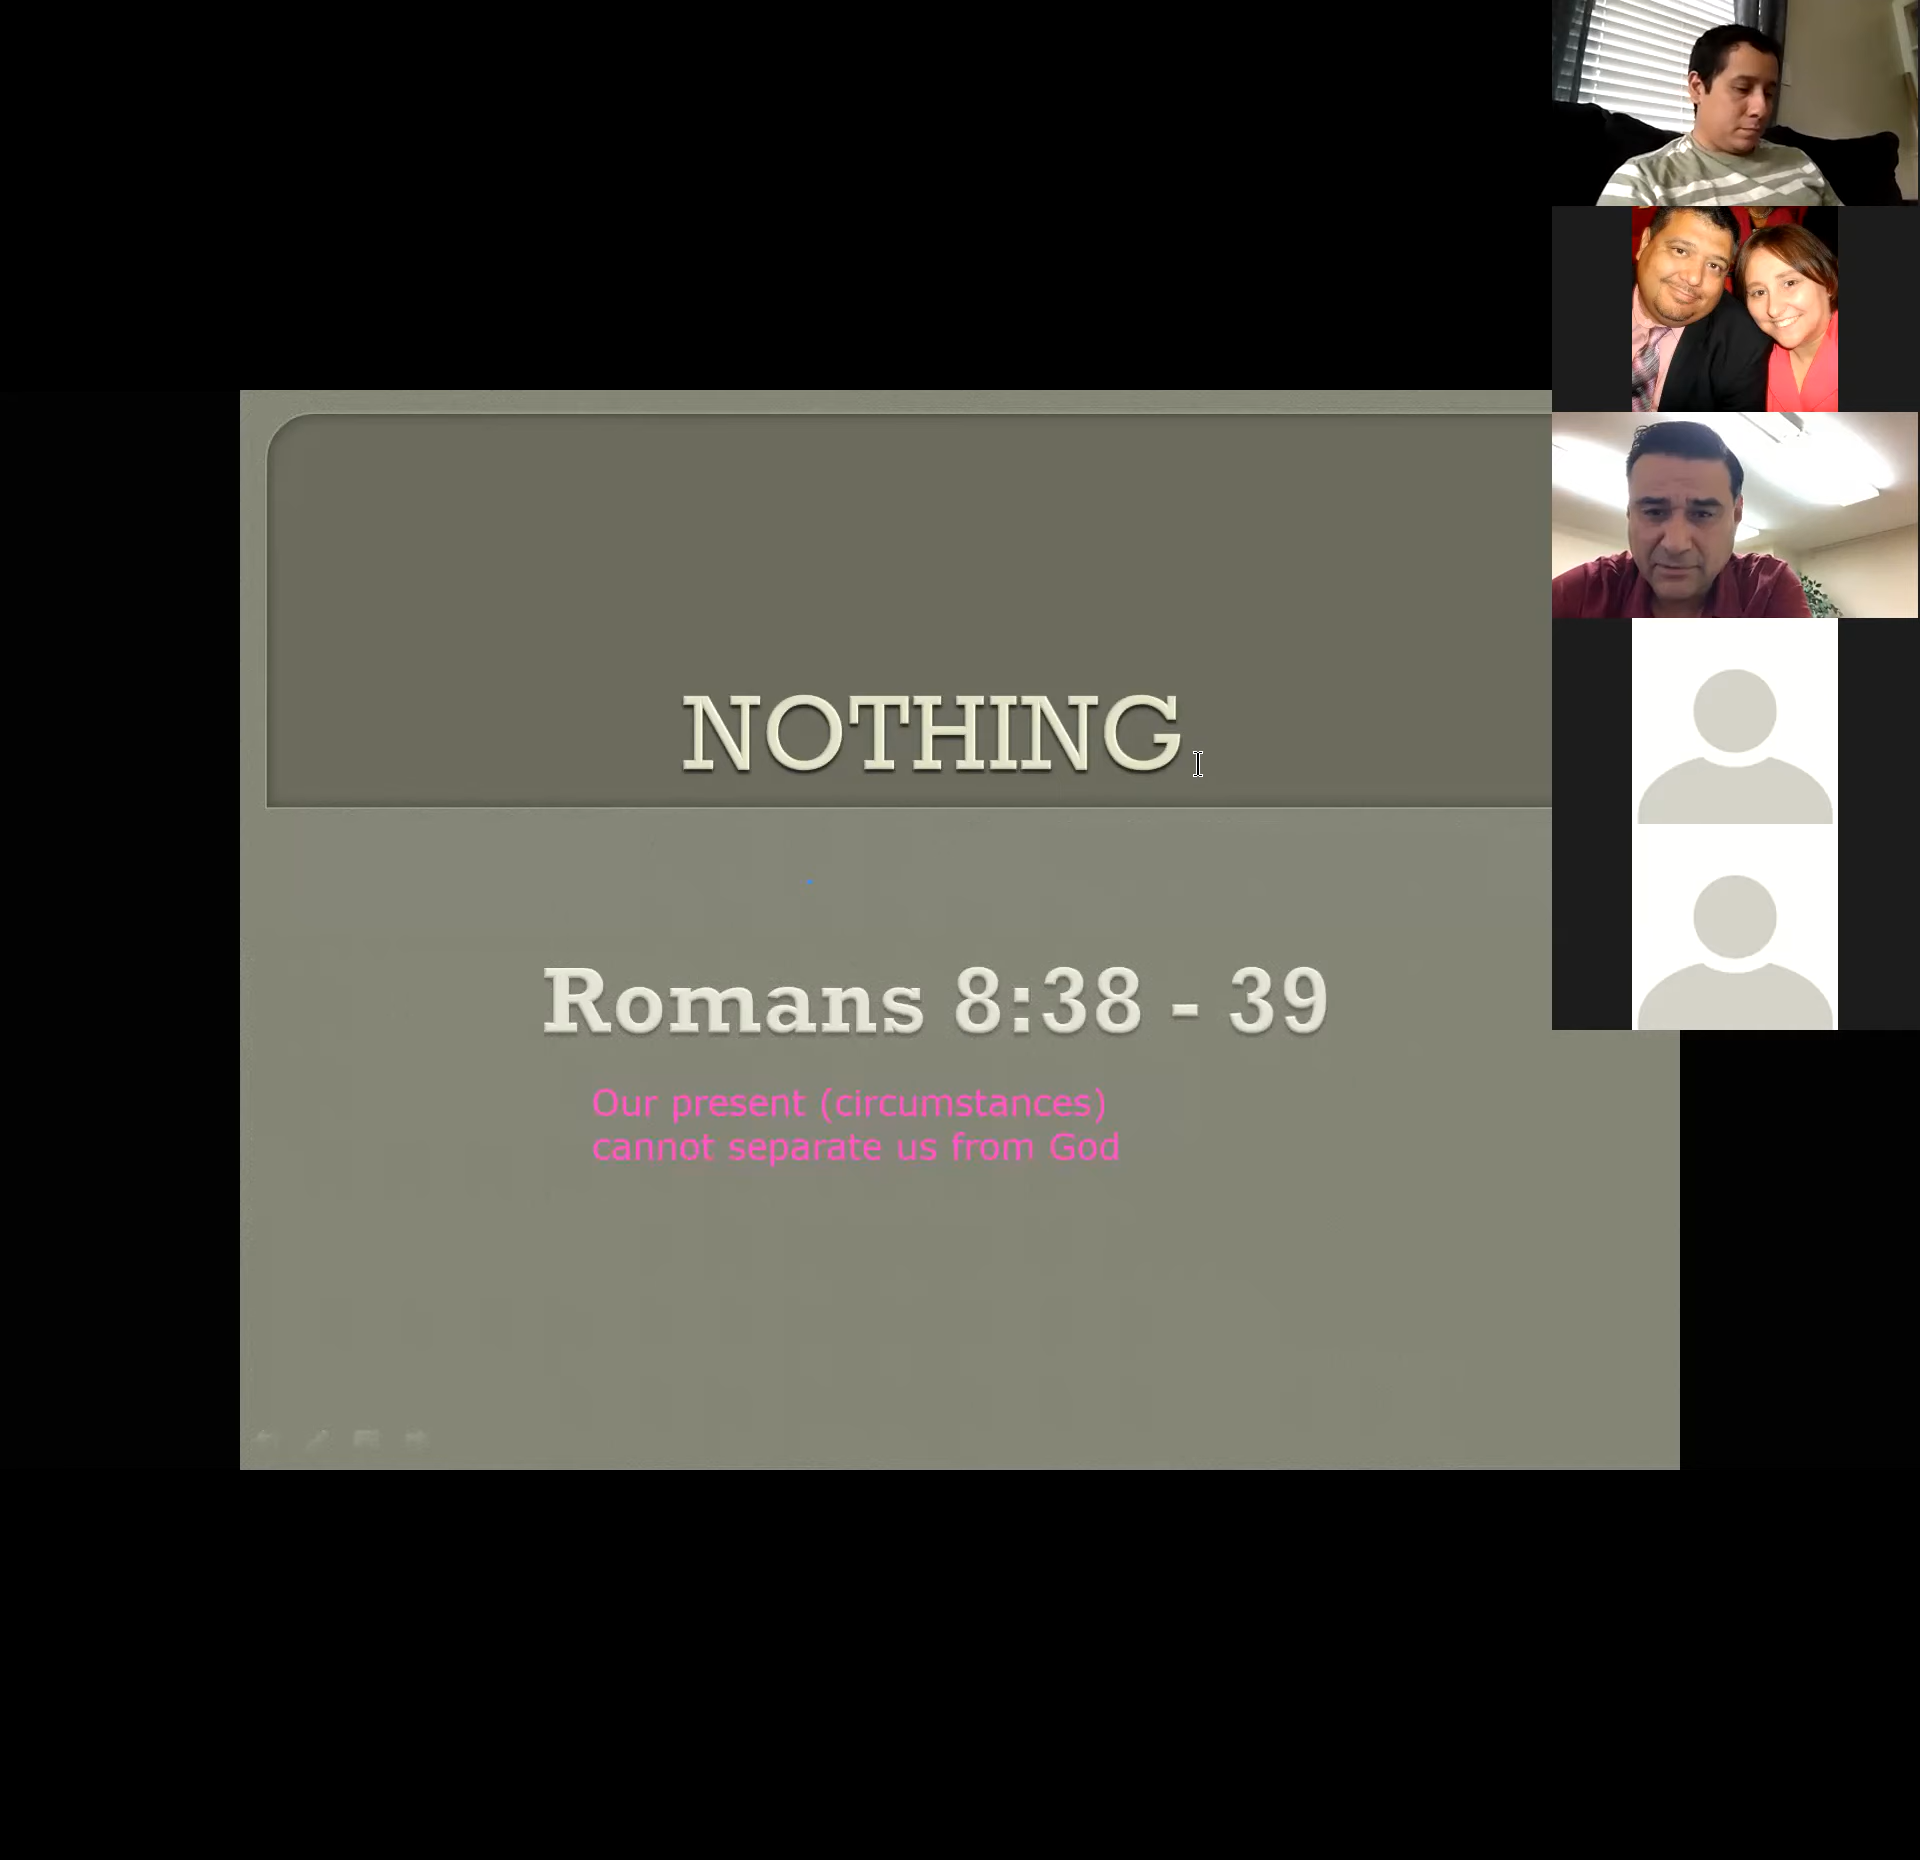 NOTHING
Romans 8:38 - 39
Our present (circumstances)
cannot separate us from God